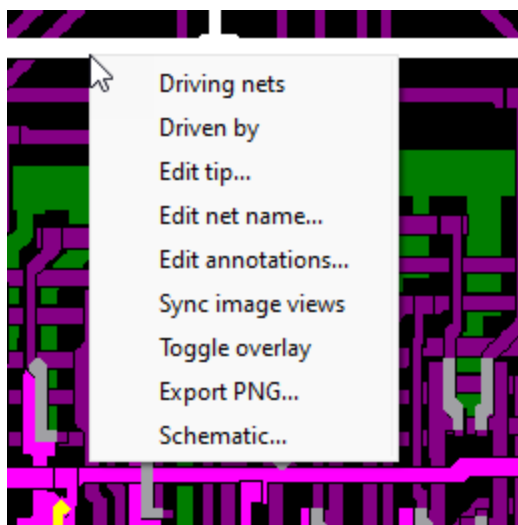 Driving nets
Driven by
Edit tip...
Edit net name...
Edit annotations...
Sync image views
Toggle overlay
Export PNG...
Schematic...